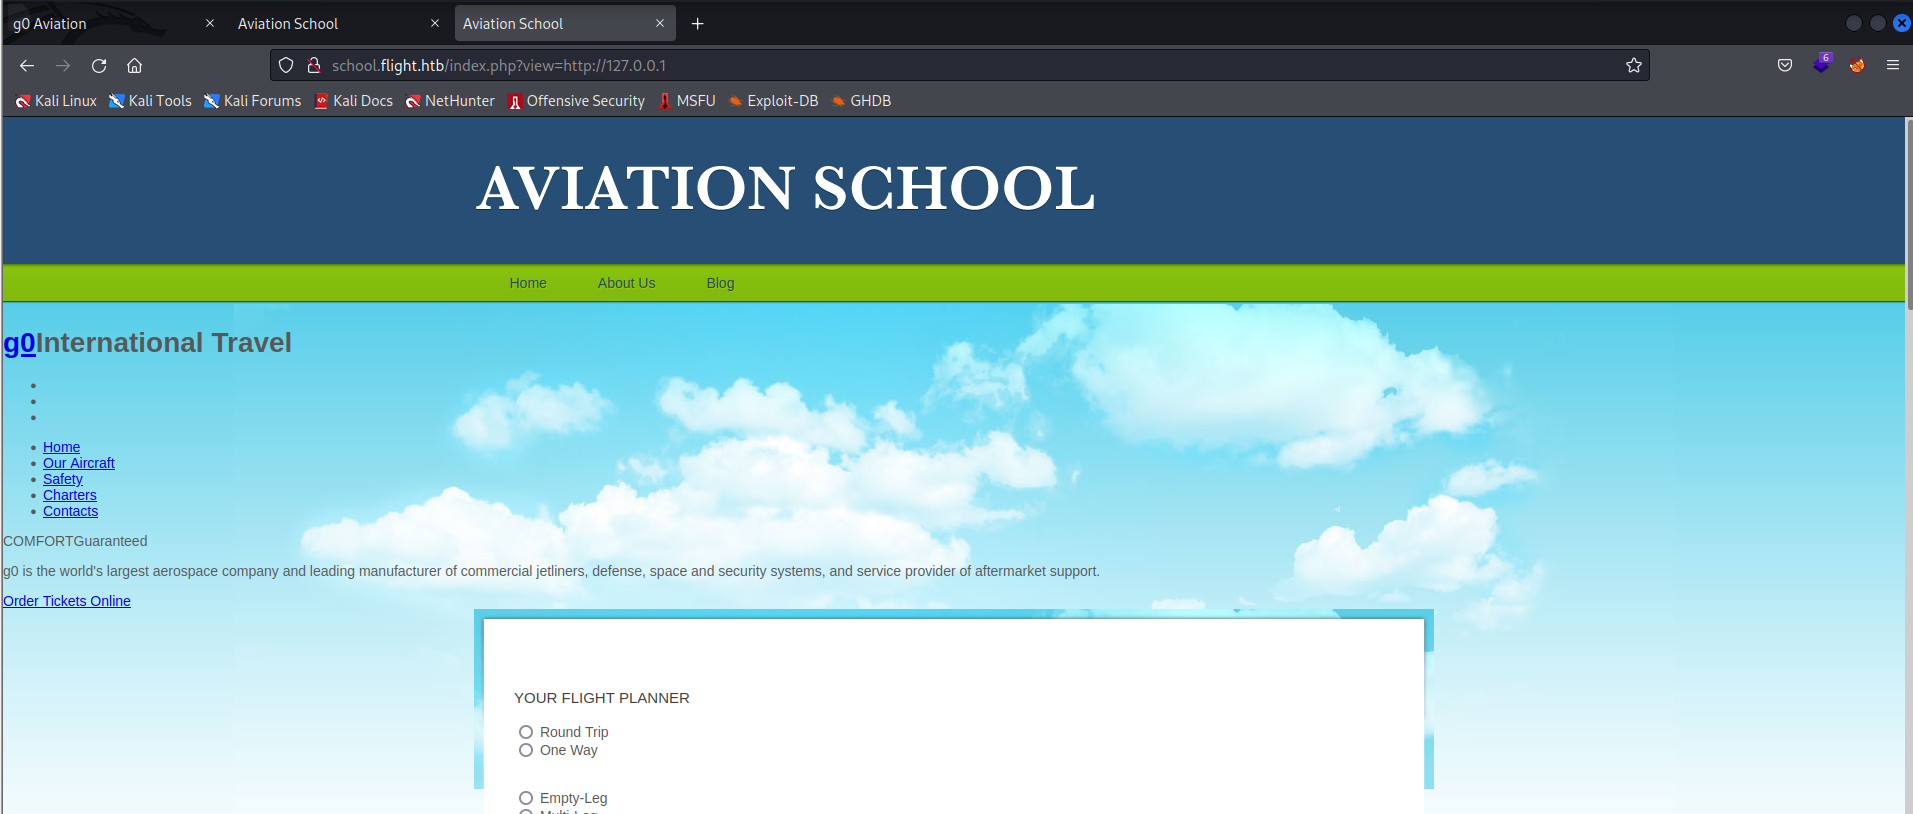 g0 Aviation
Aviation School
Aviation School
school.flight.htb/index.php?view=http://127.0.0.1
6
Kali Linux Kali Tools Kali Forums Kali Docs NetHunter Offensive Security MSFU Exploit-DB GHDB
AVIATION SCHOOL
Home About Us Blog
g0International Travel
Home
Our Aircraft
Safety
Charters
Contacts
COMFORTGuaranteed
g0 is the world's largest aerospace company and leading manufacturer of commercial jetliners, defense, space and security systems, and service provider of aftermarket support.
Order Tickets Online
YOUR FLIGHT PLANNER
Round Trip
One Way
Empty-Leg